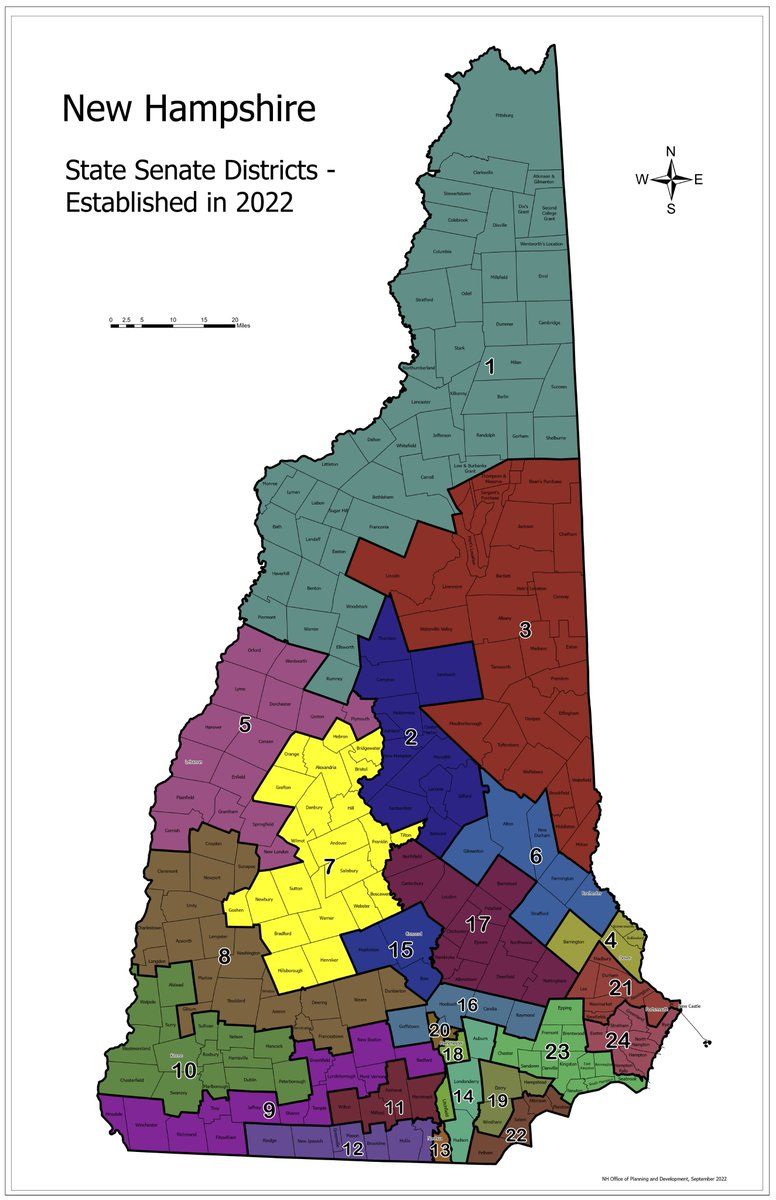 New Hampshire
State Senate Districts -
Established in 2022
N
W E
S
0 2.5 5 10 15 20
Miles
Pittsburg
Clarksville
Atkinson &
Gilmanton
Stewartstown
Dix's
Grant
Second
College
Grant
Colebrook
Dixville
Wentworth's Location
Columbia
Millsfield
Errol
Stratford
Odell
Dummer
Cambridge
Stark
1
Milan
Northumberland
Success
Kilkenny
Berlin
Lancaster
Jefferson
Randolph
Gorham
Shelburne
Dalton
Whitefield
Littleton
Carroll
Low & Burbanks
Grant
Monroe
Lyman
Bethlehem
Thompson &
Meserve
Bean's Purchase
Sargent's
Purchase
Lisbon
Sugar Hill
Franconia
Bath
Landaff
Jackson
Chatham
Easton
Haverhill
Lincoln
Livermore
Bartlett
Hale's Location
Benton
Conway
Woodstock
Piermont
Warren
Albany
3
Waterville Valley
Thornton
Madison
Eaton
Orford
Wentworth
Ellsworth
Rumney
Campton
Sandwich
Tamworth
Freedom
Lyme
Dorchester
Groton
Plymouth
5
Hanover
Canaan
Moultonborough
Ossipee
Effingham
2
Hebron
Bridgewater
Orange
Tuftonboro
Lebanon
Alexandria
Bristol
Enfield
Grafton
Wolfeboro
Wakefield
Plainfield
Danbury
Hill
Laconia
Gilford
Brookfield
Grantham
Springfield
Sanbornton
Alton
New
Durham
Middleton
Cornish
Croydon
Wilmot
Andover
Franklin
Tilton
Belmont
Milton
New London
Gilmanton
6
Claremont
Newport
Sunapee
7
Salisbury
Northfield
Farmington
Sutton
Canterbury
Barnstead
Rochester
Unity
Goshen
Newbury
Webster
Boscawen
Loudon
Pittsfield
Strafford
Charlestown
Lempster
Warner
17
Acworth
Washington
Bradford
Concord
Chichester
Epsom
Northwood
Barrington
4
Dover
8
15
Hopkinton
Pembroke
Langdon
Hillsborough
Henniker
Allenstown
Deerfield
Nottingham
Madbury
Durham
Alstead
Marlow
Stoddard
Bow
Lee
21
Walpole
Gilsum
Antrim
Deering
Weare
Dunbarton
16
Hooksett
Candia
Raymond
Epping
Newmarket
Portsmouth
New Castle
Surry
Sullivan
Nelson
Hancock
Francestown
Goffstown
20
Newfields
Stratham
Westmoreland
Keene
Roxbury
Harrisville
Greenfield
New Boston
18
Auburn
Fremont
Brentwood
Exeter
24
North
Hampton
10
Chesterfield
Marlborough
Dublin
Peterborough
Lyndeborough
Mont Vernon
Bedford
Chester
23
Kingston
Hampton
Swanzey
Sandown
Danville
Hampton
Falls
Hinsdale
Winchester
Troy
Jaffrey
Sharon
Temple
Wilton
Milford
Amherst
Merrimack
Litchfield
Londonderry
Derry
Hampstead
Seabrook
9
11
14
19
Atkinson
Richmond
Fitzwilliam
Rindge
New Ipswich
Mason
Brookline
Hollis
Nashua
Hudson
Windham
Salem
Plaistow
12
13
Pelham
22
NH Office of Planning and Development, September 2022